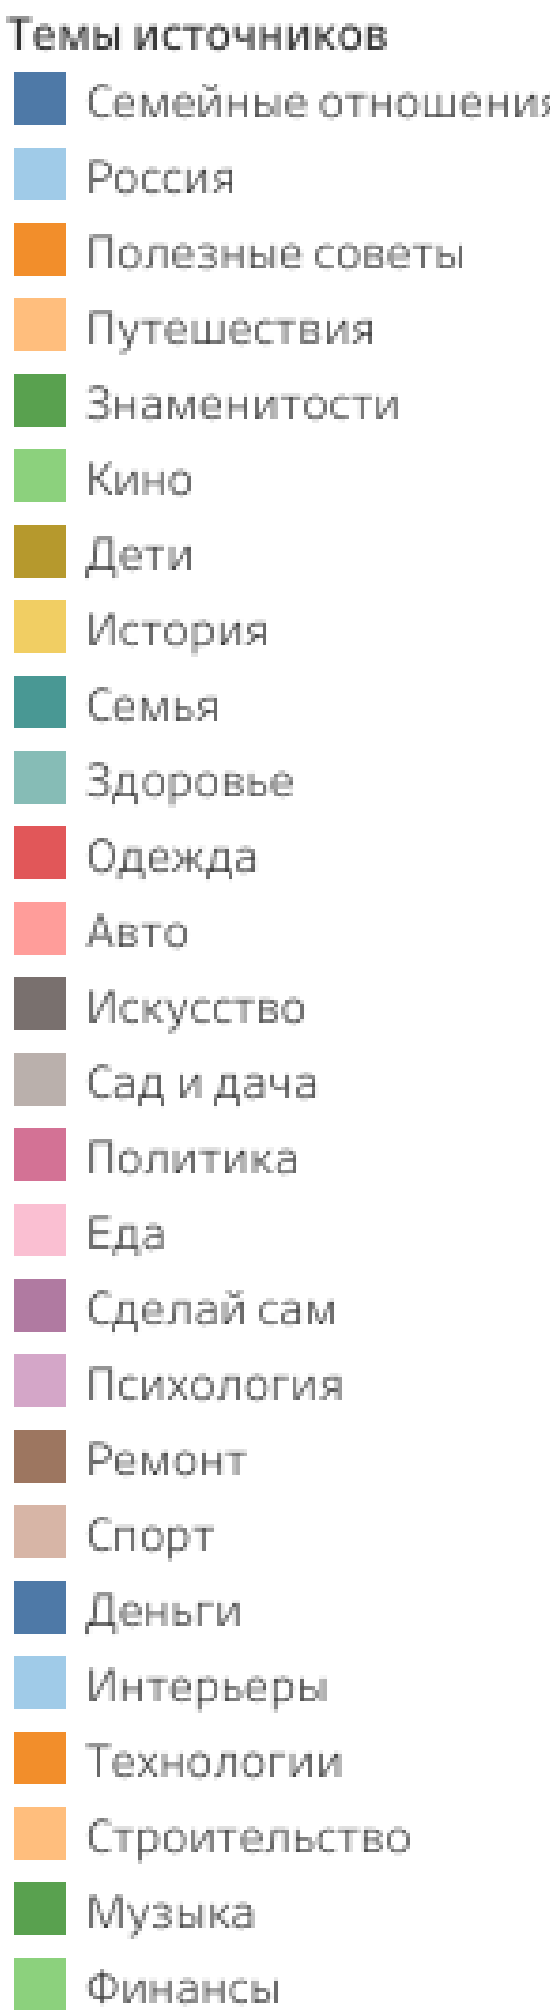 Темы источников
Семейные отношения
Россия
Полезные советы
Путешествия
Знаменитости
Кино
Дети
История
Семья
Здоровье
Одежда
Авто
Искусство
Сад и дача
Политика
Еда
Сделай сам
Психология
Ремонт
Спорт
Деньги
Интерьеры
Технологии
Строительство
Музыка
Финансы